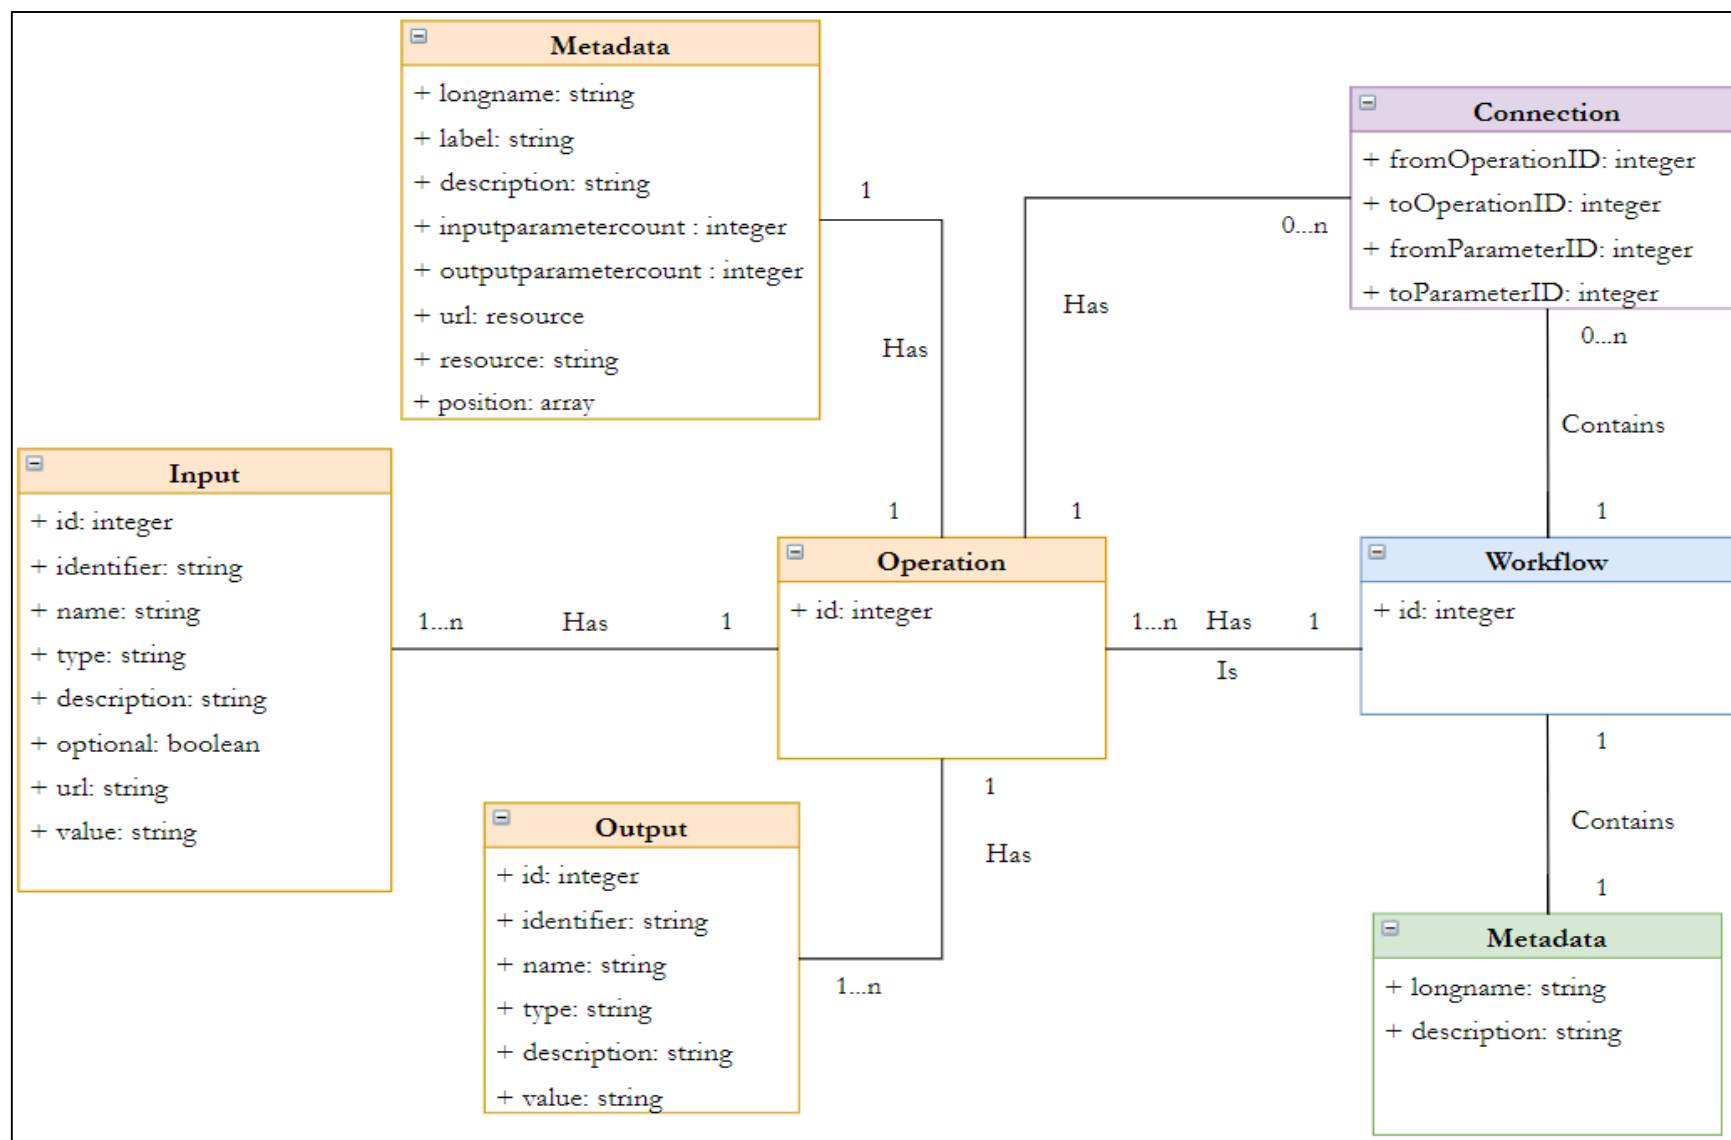 Metadata
+ longname: string
+ label: string
+ description: string
+ inputparametercount : integer
+ outputparametercount : integer
+ url: resource
+ resource: string
+ position: array
1
Has
1
Connection
+ fromOperationID: integer
+ toOperationID: integer
+ fromParameterID: integer
+ toParameterID: integer
0...n
Has
1
0...n
Contains
1
Input
+ id: integer
+ identifier: string
+ name: string
+ type: string
+ description: string
+ optional: boolean
+ url: string
+ value: string
1...n Has 1
Operation
+ id: integer
1...n Has 1
Is
Workflow
+ id: integer
1
Has
1...n
Output
+ id: integer
+ identifier: string
+ name: string
+ type: string
+ description: string
+ value: string
1
Contains
1
Metadata
+ longname: string
+ description: string